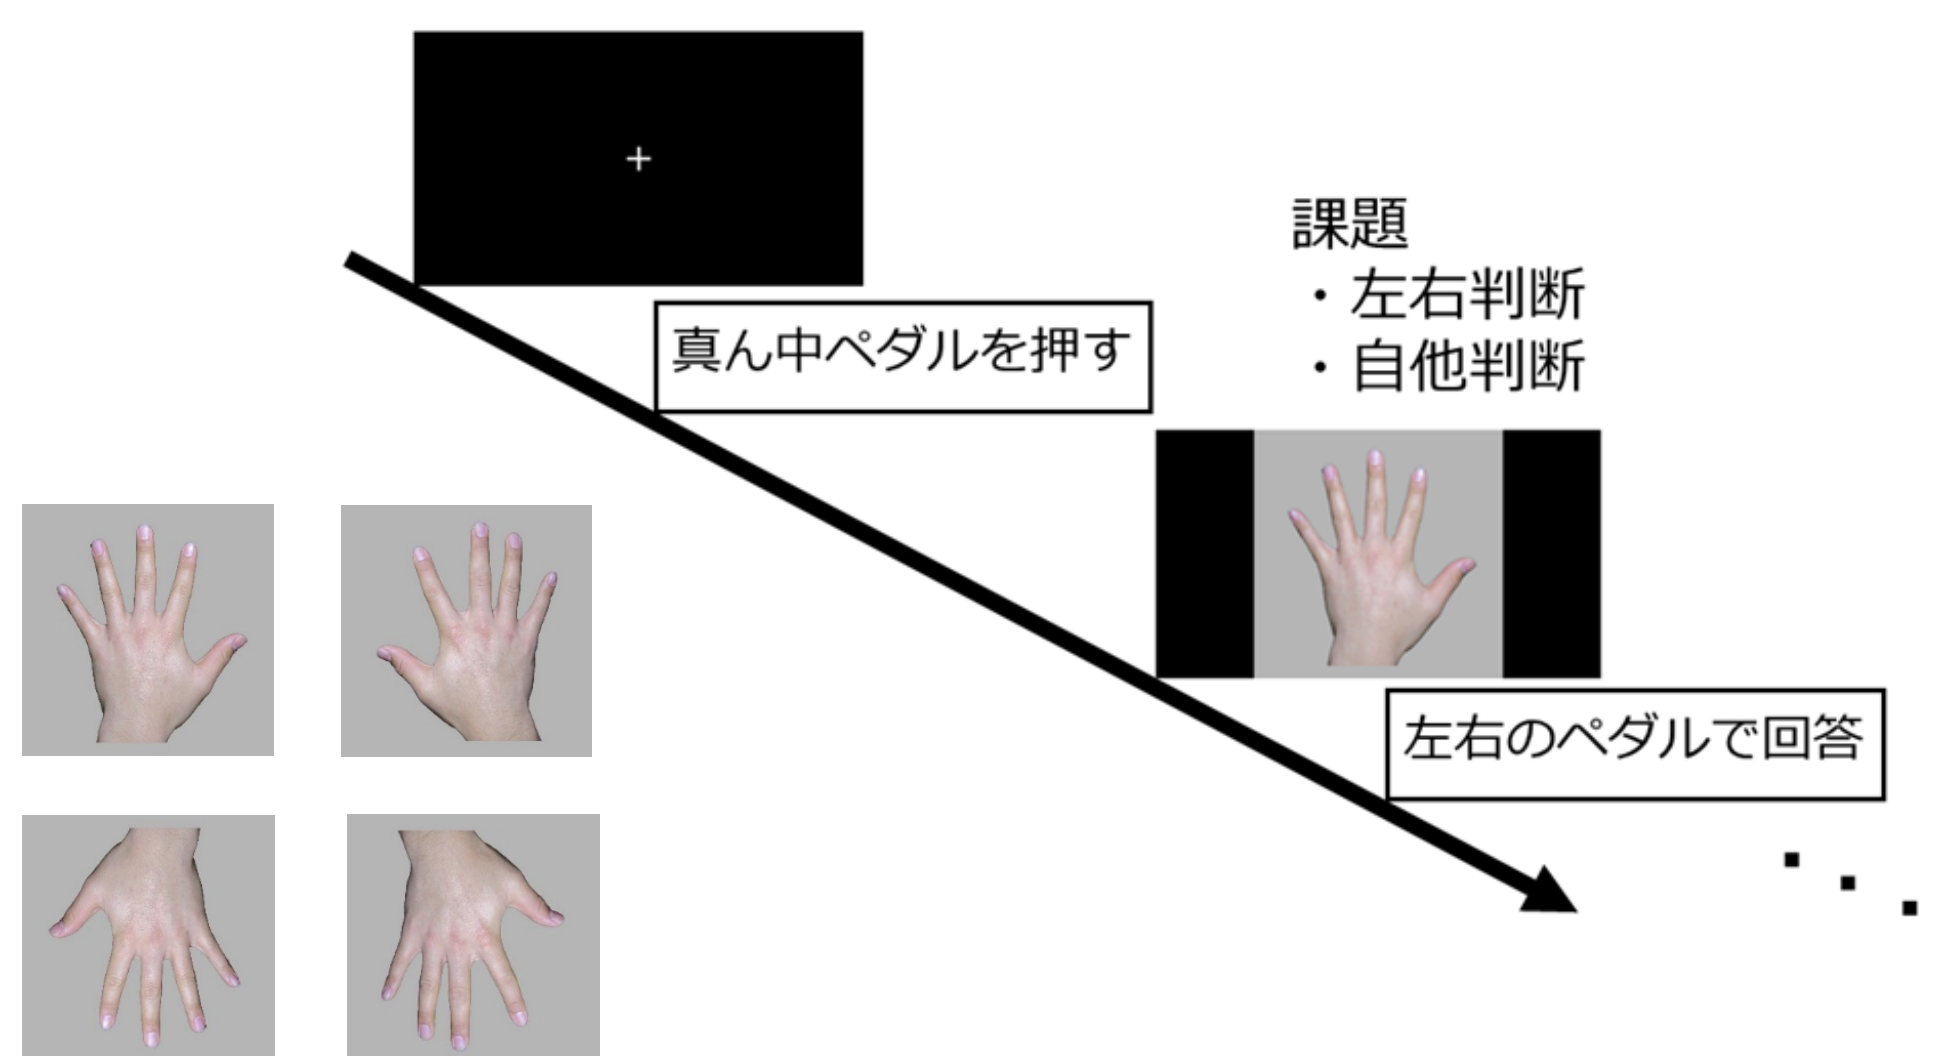 真ん中ペダルを押す
課題
・左右判断
・自他判断
左右のペダルで回答